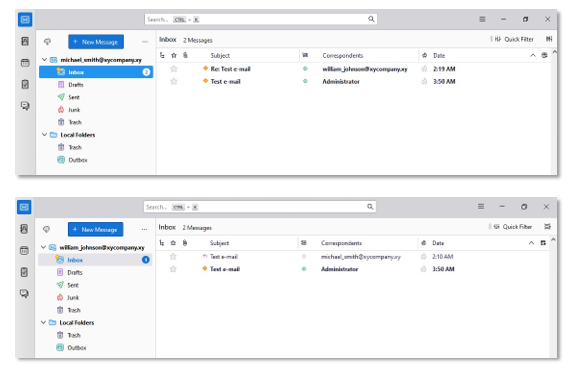 Search... CTRL + K
Inbox 2 Messages Quick Filter
+ New Message
Subject Correspondents Date
michael_smith@xycompany.xy
Re: Test e-mail william_johnson@xycompany.xy 2:19 AM
Inbox 2
Test e-mail Administrator 3:50 AM
Drafts
Sent
Junk
Trash
Local Folders
Trash
Outbox
Search... CTRL + K
Inbox 2 Messages Quick Filter
+ New Message
Subject Correspondents Date
william_johnson@xycompany.xy
Test e-mail michael_smith@xycompany.xy 2:10 AM
Inbox
Test e-mail Administrator 3:50 AM
Drafts
Sent
Junk
Trash
Local Folders
Trash
Outbox